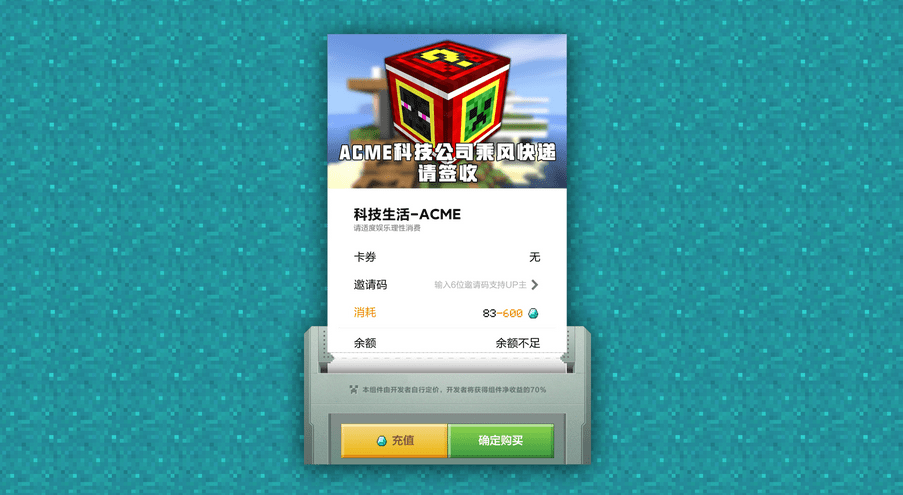 ACME科技公司乘风快递
请签收
科技生活-ACME
请适度娱乐理性消费
卡券 无
邀请码 输入6位邀请码支持UP主
消耗 83-600
余额 余额不足
本组件由开发者自行定价，开发者将获得组件净收益的70%
充值 确定购买